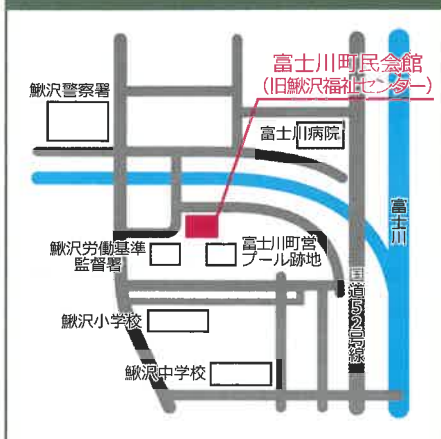 富士川町民会館
(旧鰍沢福祉センター)
鰍沢警察署
富士川病院
富士川
鰍沢労働基準
監督署
富士川町営
プール跡地
国道52号線
鰍沢小学校
鰍沢中学校